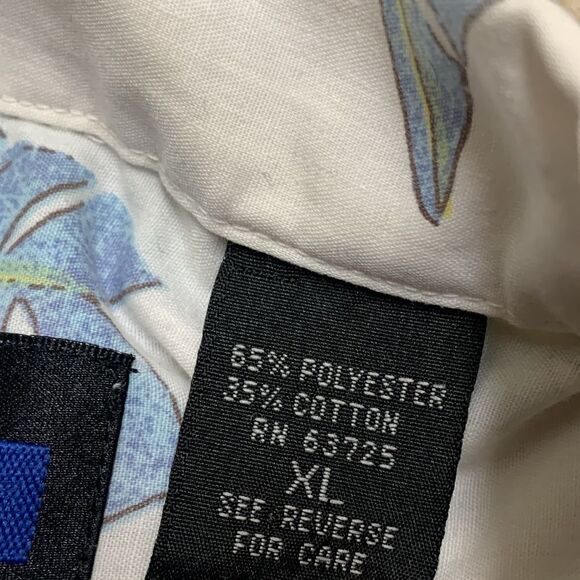 65% POLYESTER
35% COTTON
RN 63725
XL
SEE REVERSE
FOR CARE